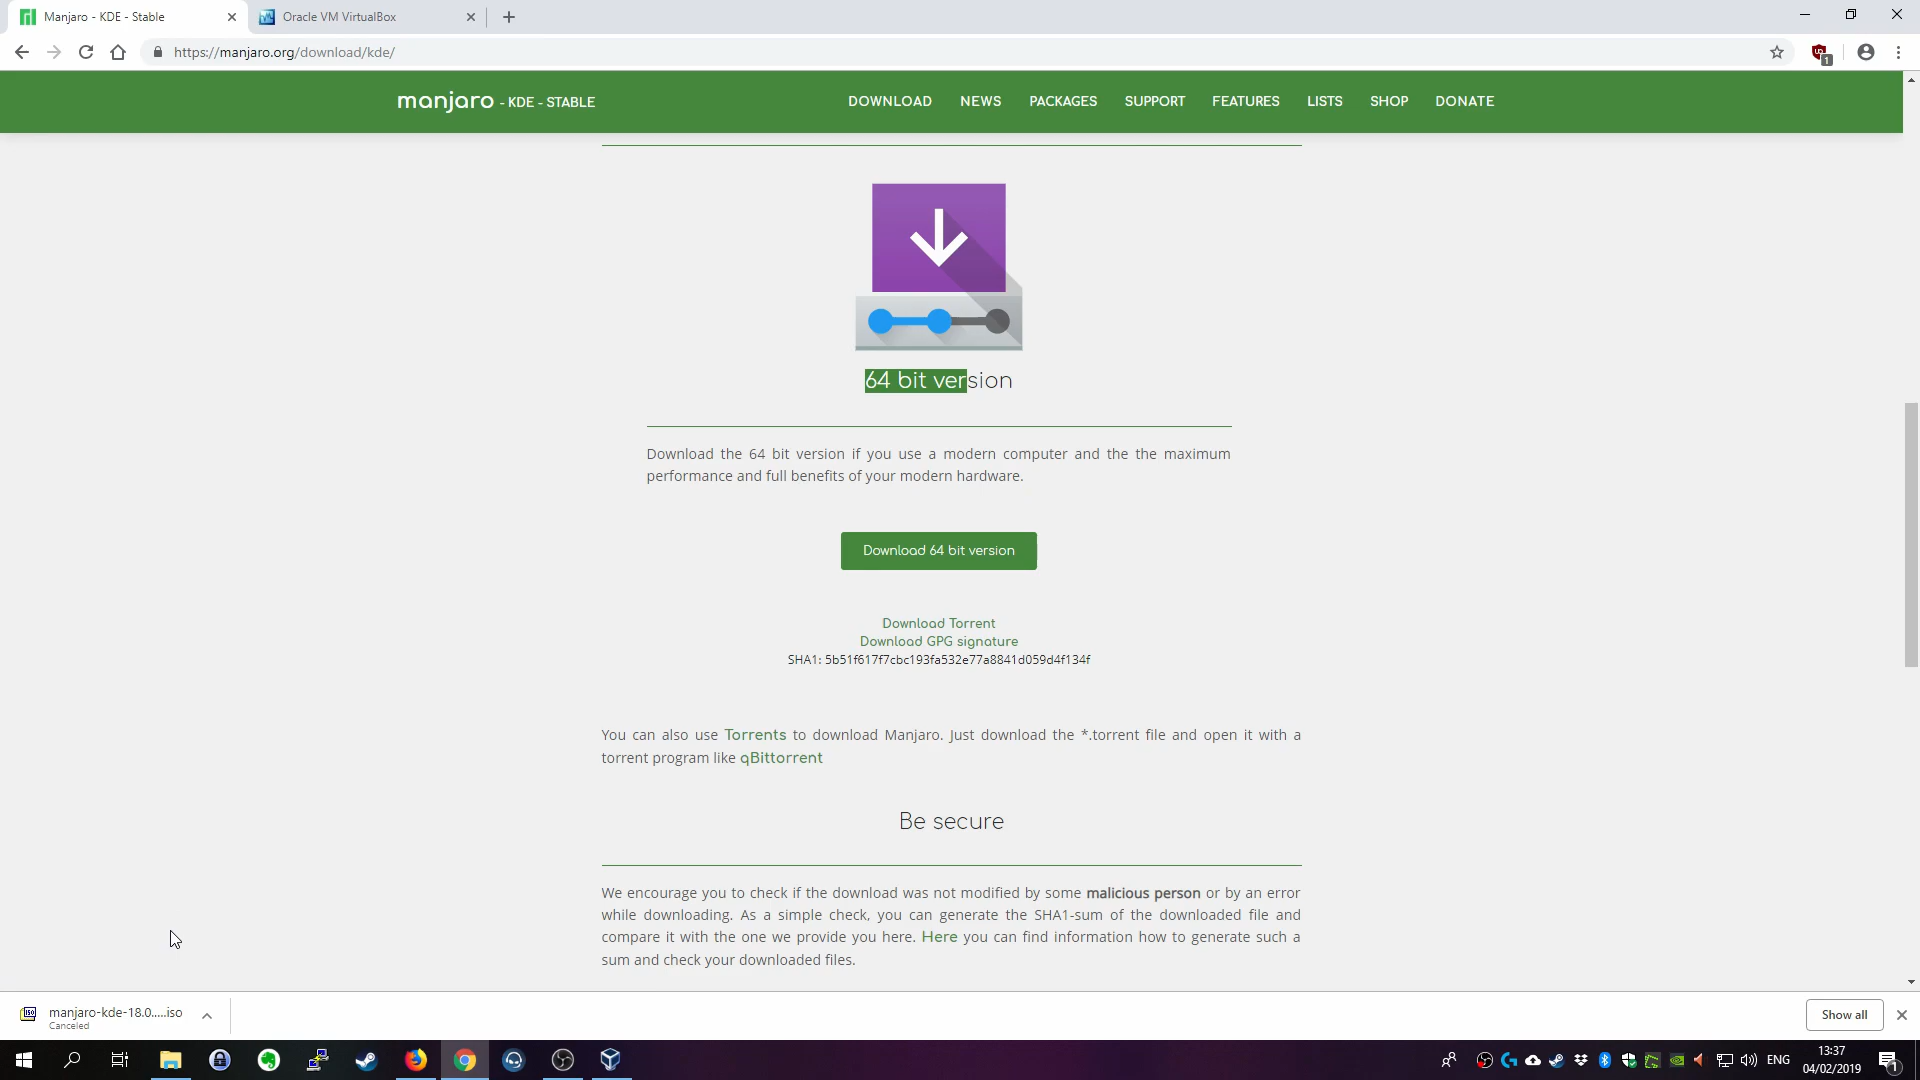 Manjaro - KDE - Stable
Oracle VM VirtualBox
https://manjaro.org/download/kde/
1
manjaro - KDE - STABLE
DOWNLOAD NEWS PACKAGES SUPPORT FEATURES LISTS SHOP DONATE
64 bit version
Download the 64 bit version if you use a modern computer and the the maximum
performance and full benefits of your modern hardware.
Download 64 bit version
Download Torrent
Download GPG signature
SHA1: 5b51f617f7cbc193fa532e77a8841d059d4f134f
You can also use Torrents to download Manjaro. Just download the *.torrent file and open it with a
torrent program like qBittorrent
Be secure
We encourage you to check if the download was not modified by some malicious person or by an error
while downloading. As a simple check, you can generate the SHA1-sum of the downloaded file and
compare it with the one we provide you here. Here you can find information how to generate such a
sum and check your downloaded files.
manjaro-kde-18.0.....iso
Canceled
Show all
ENG
13:37
04/02/2019
1